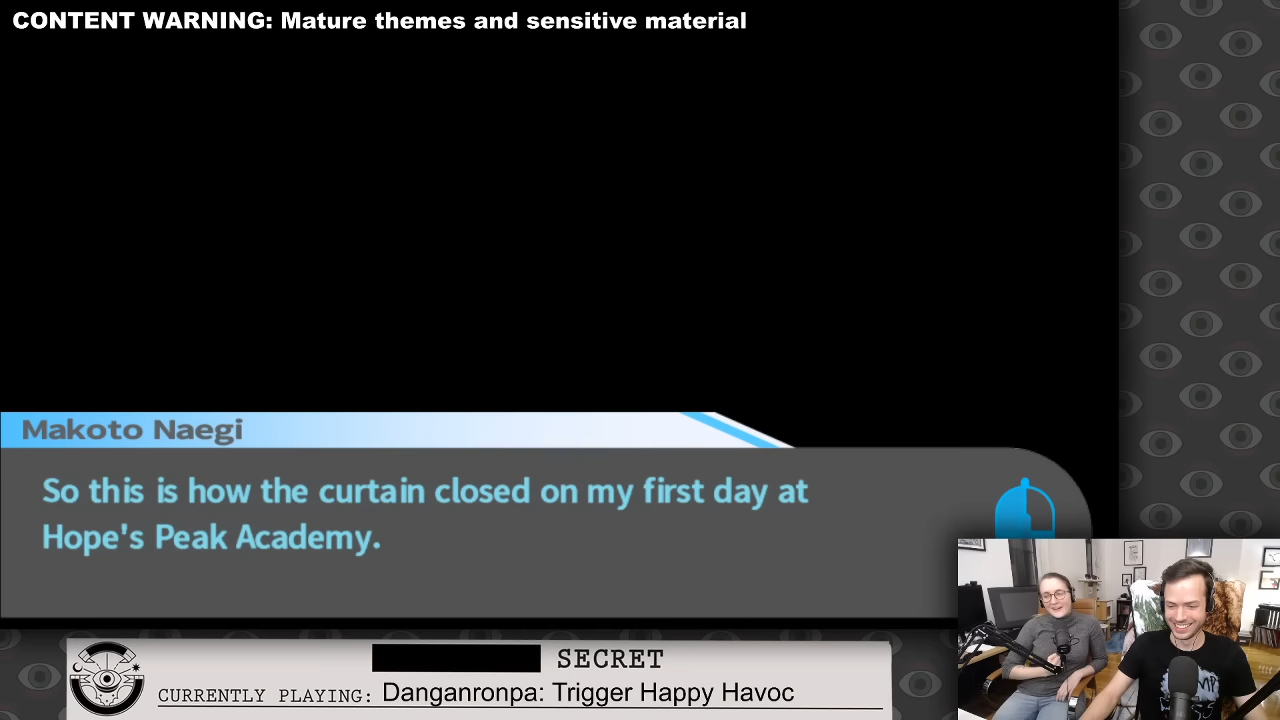 CONTENT WARNING: Mature themes and sensitive material
Makoto Naegi
So this is how the curtain closed on my first day at
Hope's Peak Academy.
SECRET
CURRENTLY PLAYING: Danganronpa: Trigger Happy Havoc